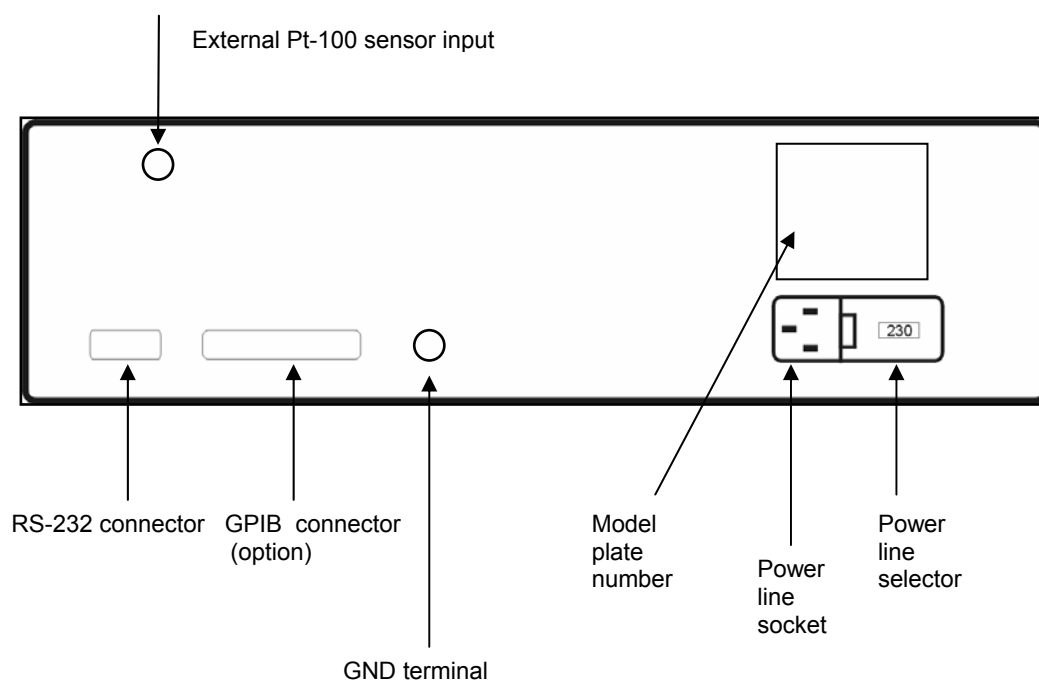 External Pt-100 sensor input
230
RS-232 connector
GPIB connector
(option)
Model
plate
number
Power
line
socket
Power
line
selector
GND terminal